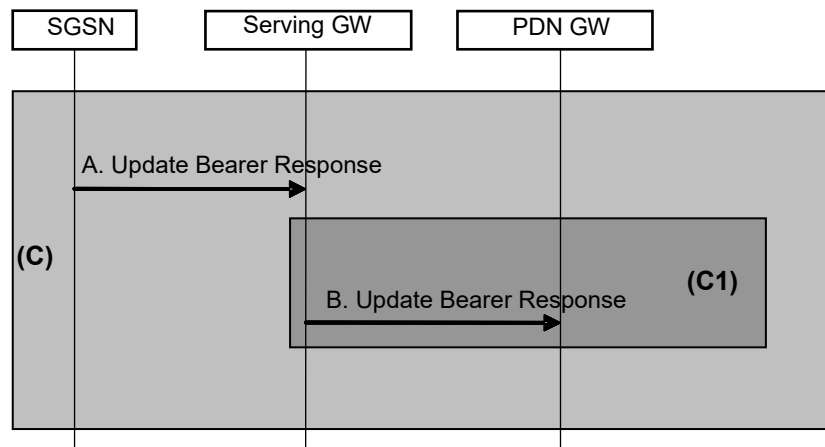 SGSN
Serving GW
PDN GW
A. Update Bearer Response
(C)
(C1)
B. Update Bearer Response